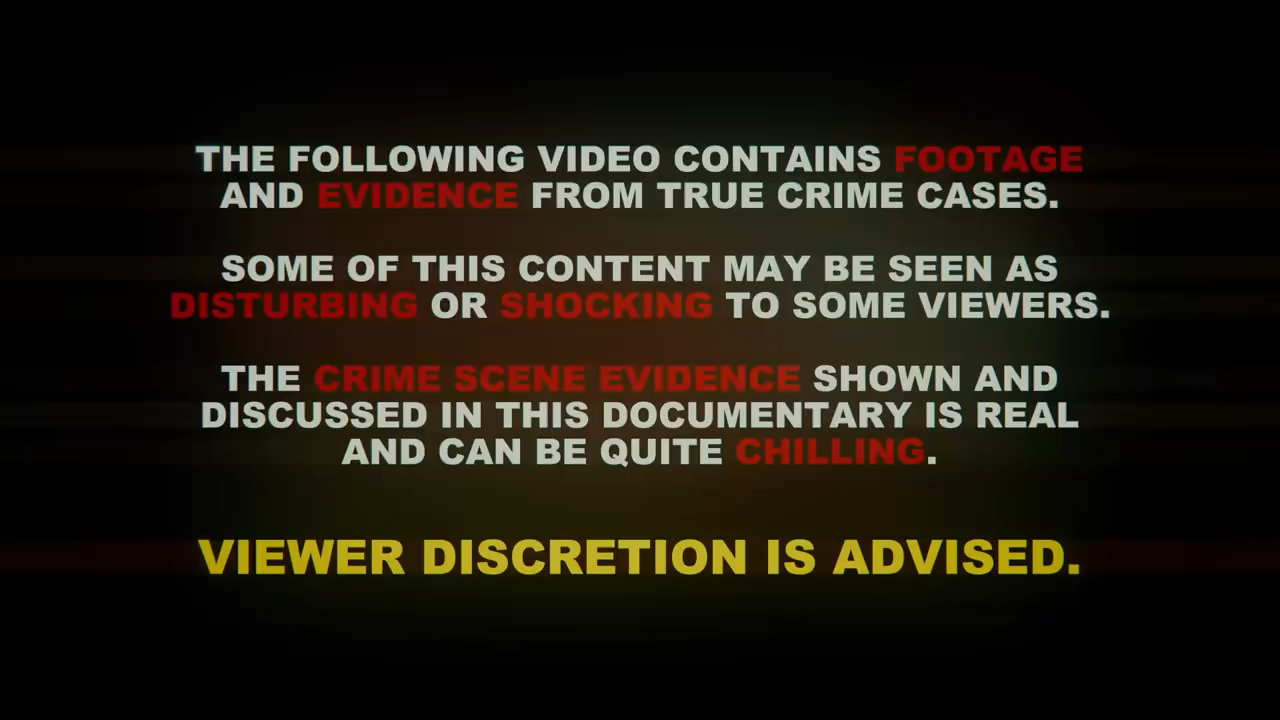 THE FOLLOWING VIDEO CONTAINS FOOTAGE
AND EVIDENCE FROM TRUE CRIME CASES.
SOME OF THIS CONTENT MAY BE SEEN AS
DISTURBING OR SHOCKING TO SOME VIEWERS.
THE CRIME SCENE EVIDENCE SHOWN AND
DISCUSSED IN THIS DOCUMENTARY IS REAL
AND CAN BE QUITE CHILLING.
VIEWER DISCRETION IS ADVISED.